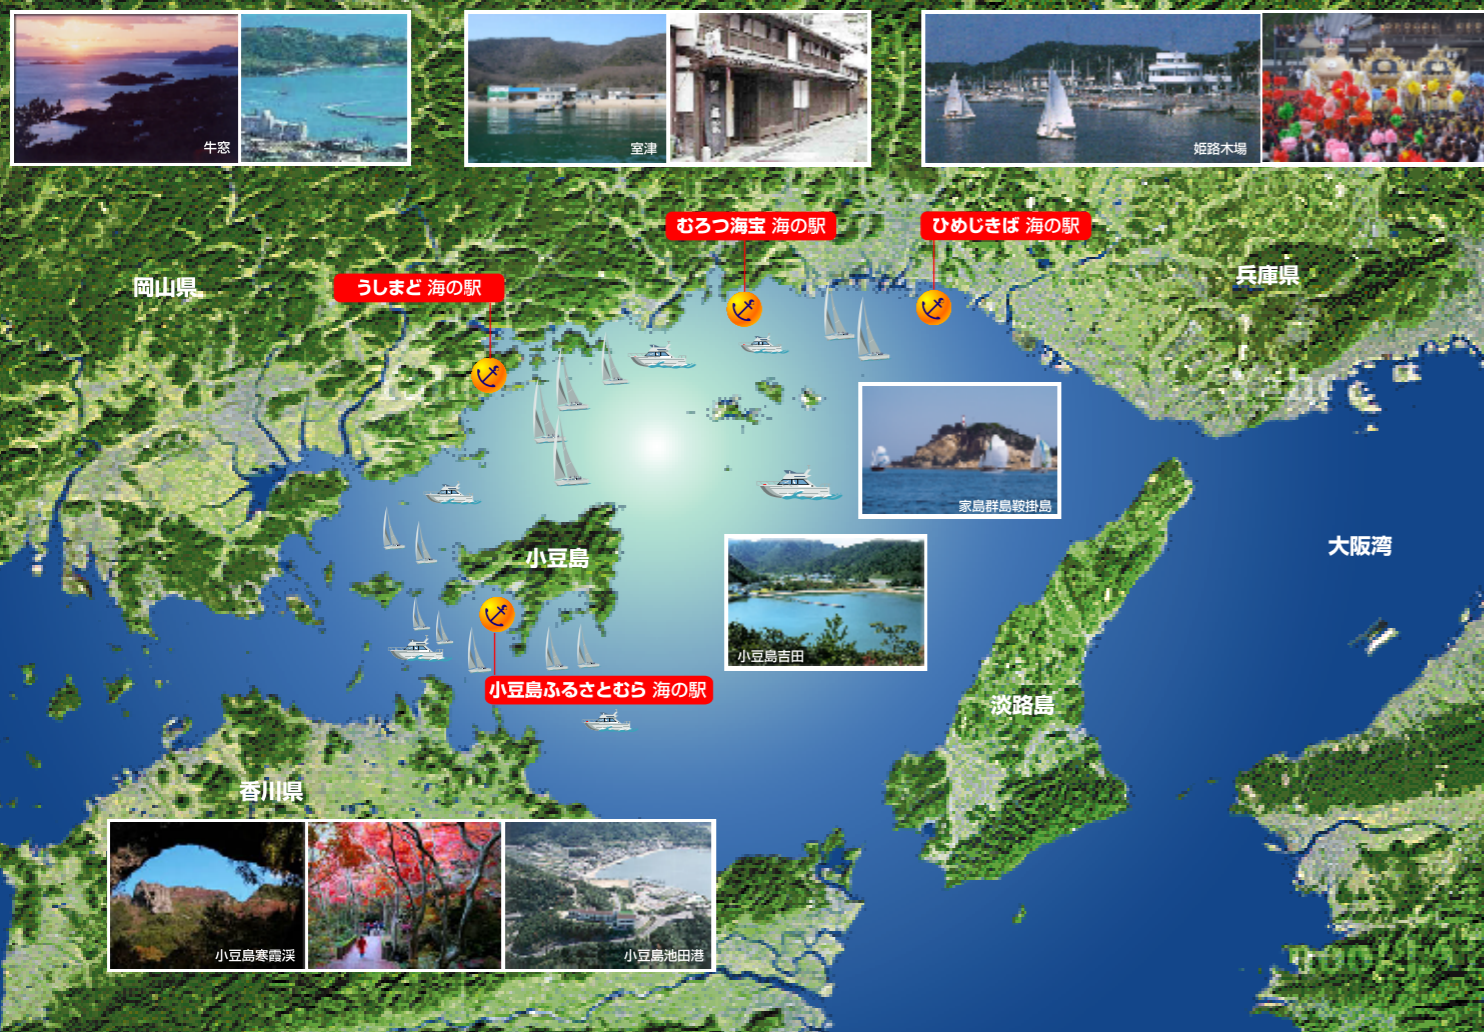 牛窓
室津
姫路木場
むろつ海宝 海の駅
ひめじきば 海の駅
岡山県
うしまど 海の駅
兵庫県
家島群島鞍掛島
小豆島
大阪湾
小豆島吉田
小豆島ふるさとむら 海の駅
淡路島
香川県
小豆島寒霞渓
小豆島池田港